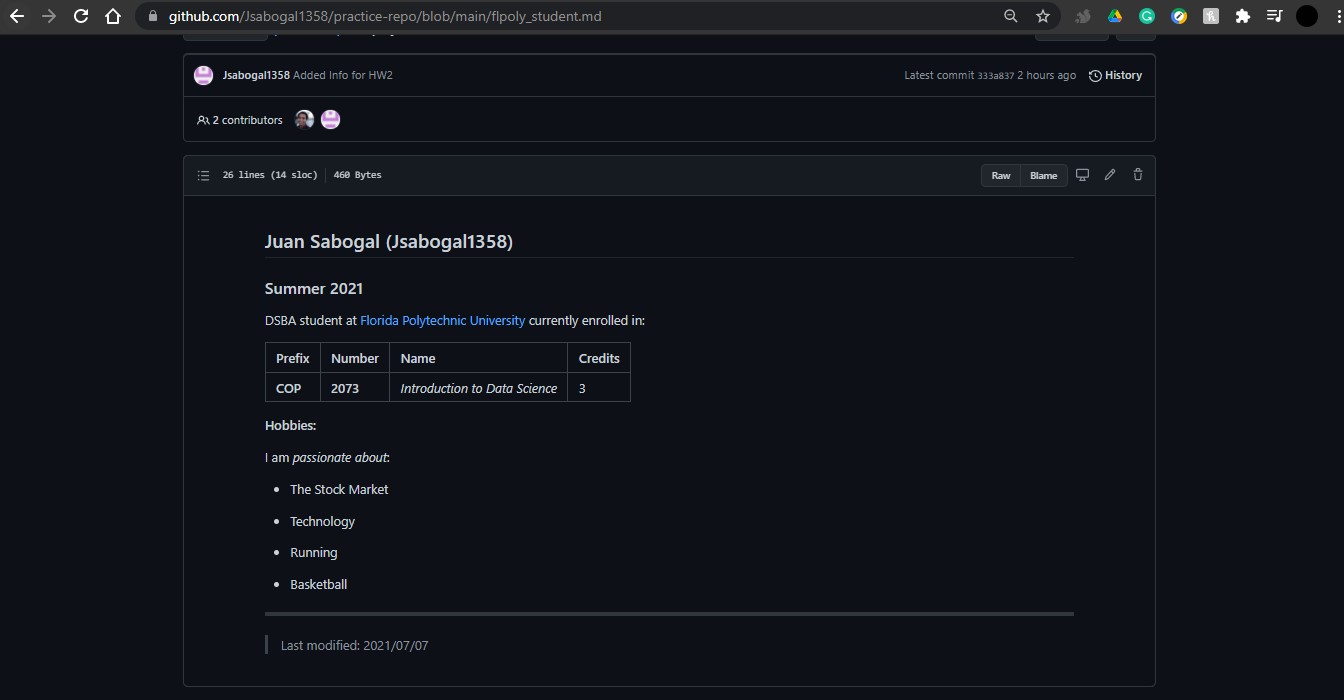 github.com/Jsabogal1358/practice-repo/blob/main/flpoly_student.md
Jsabogal1358 Added Info for HW2
Latest commit 333a837 2 hours ago History
2 contributors
26 lines (14 sloc) 460 Bytes
Raw Blame
Juan Sabogal (Jsabogal1358)
Summer 2021
DSBA student at Florida Polytechnic University currently enrolled in:
Prefix Number Name Credits
COP 2073 Introduction to Data Science 3
Hobbies:
I am passionate about:
The Stock Market
Technology
Running
Basketball
Last modified: 2021/07/07